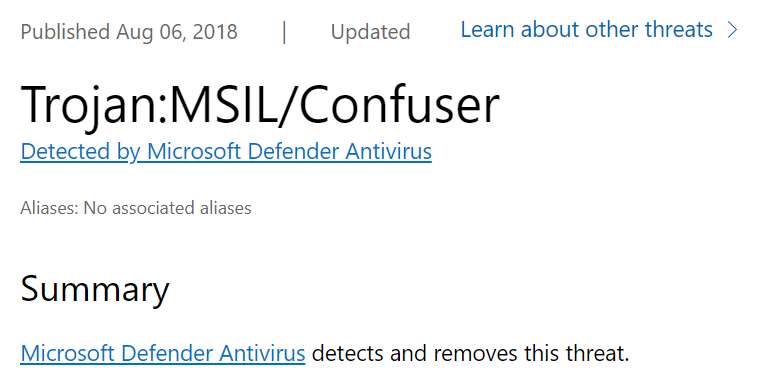 Published Aug 06, 2018 | Updated Learn about other threats >
Trojan:MSIL/Confuser
Detected by Microsoft Defender Antivirus
Aliases: No associated aliases
Summary
Microsoft Defender Antivirus detects and removes this threat.